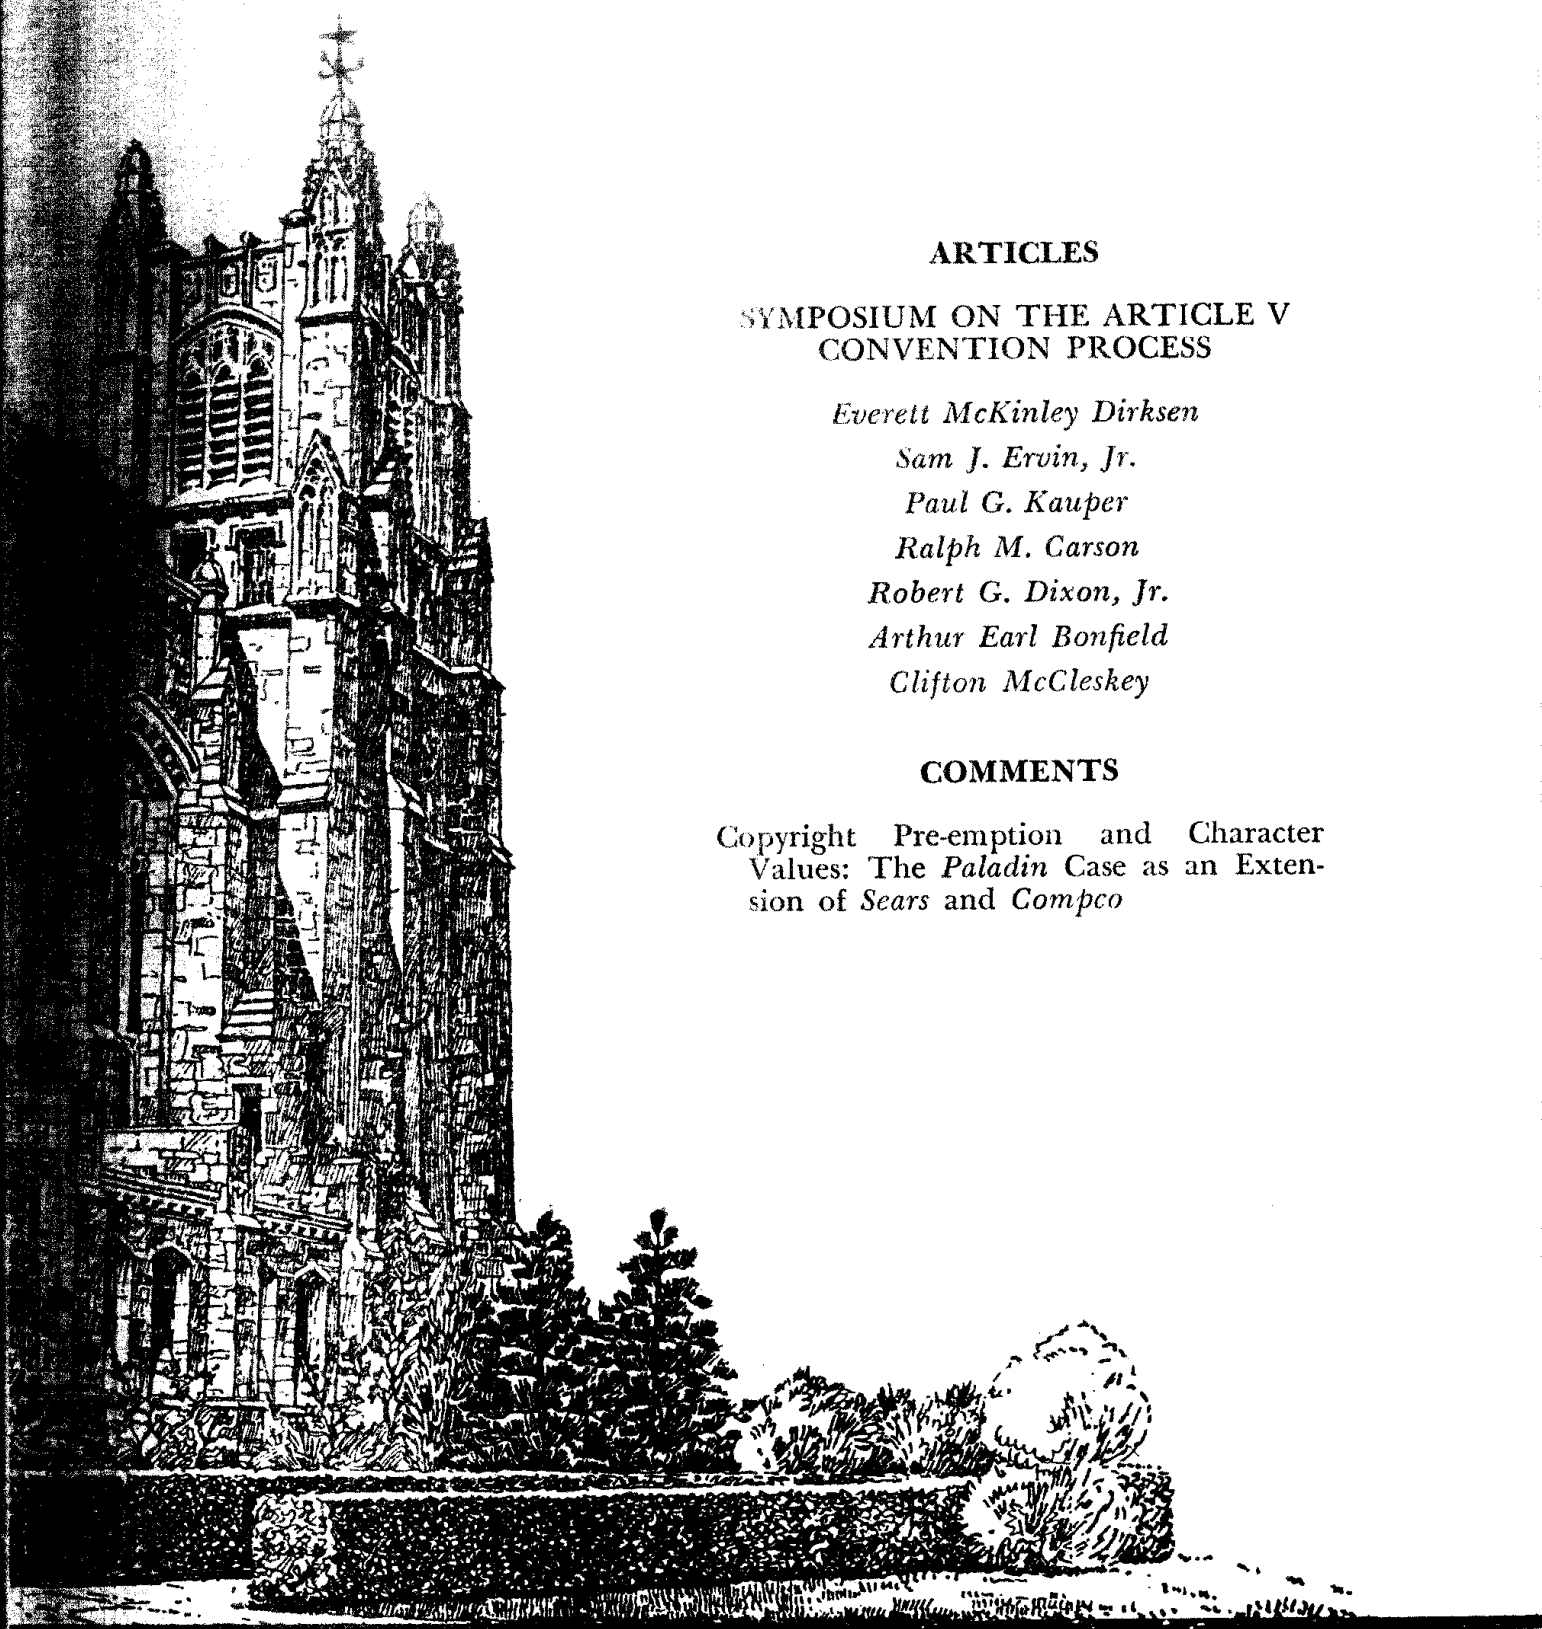 ARTICLES
SYMPOSIUM ON THE ARTICLE V
CONVENTION PROCESS
Everett McKinley Dirksen
Sam J. Ervin, Jr.
Paul G. Kauper
Ralph M. Carson
Robert G. Dixon, Jr.
Arthur Earl Bonfield
Clifton McCleskey
COMMENTS
Copyright Pre-emption and Character
Values: The Paladin Case as an Exten-
sion of Sears and Compco